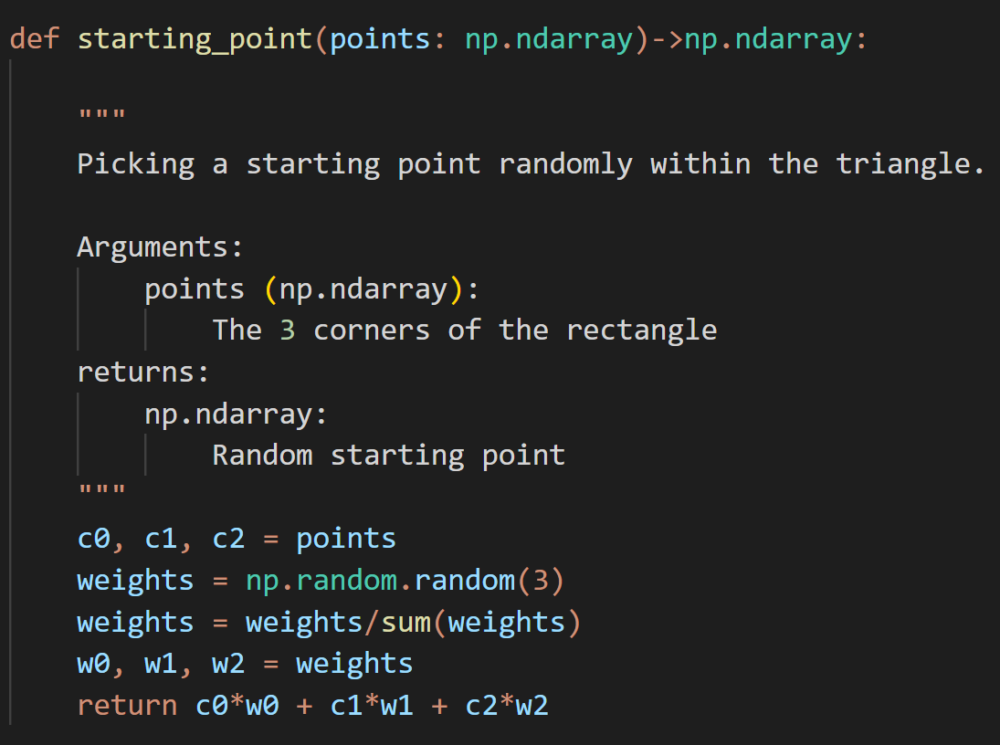 def starting_point(points: np.ndarray)->np.ndarray:
"""
Picking a starting point randomly within the triangle.
Arguments:
points (np.ndarray):
The 3 corners of the rectangle
returns:
np.ndarray:
Random starting point
"""
c0, c1, c2 = points
weights = np.random.random(3)
weights = weights/sum(weights)
w0, w1, w2 = weights
return c0*w0 + c1*w1 + c2*w2